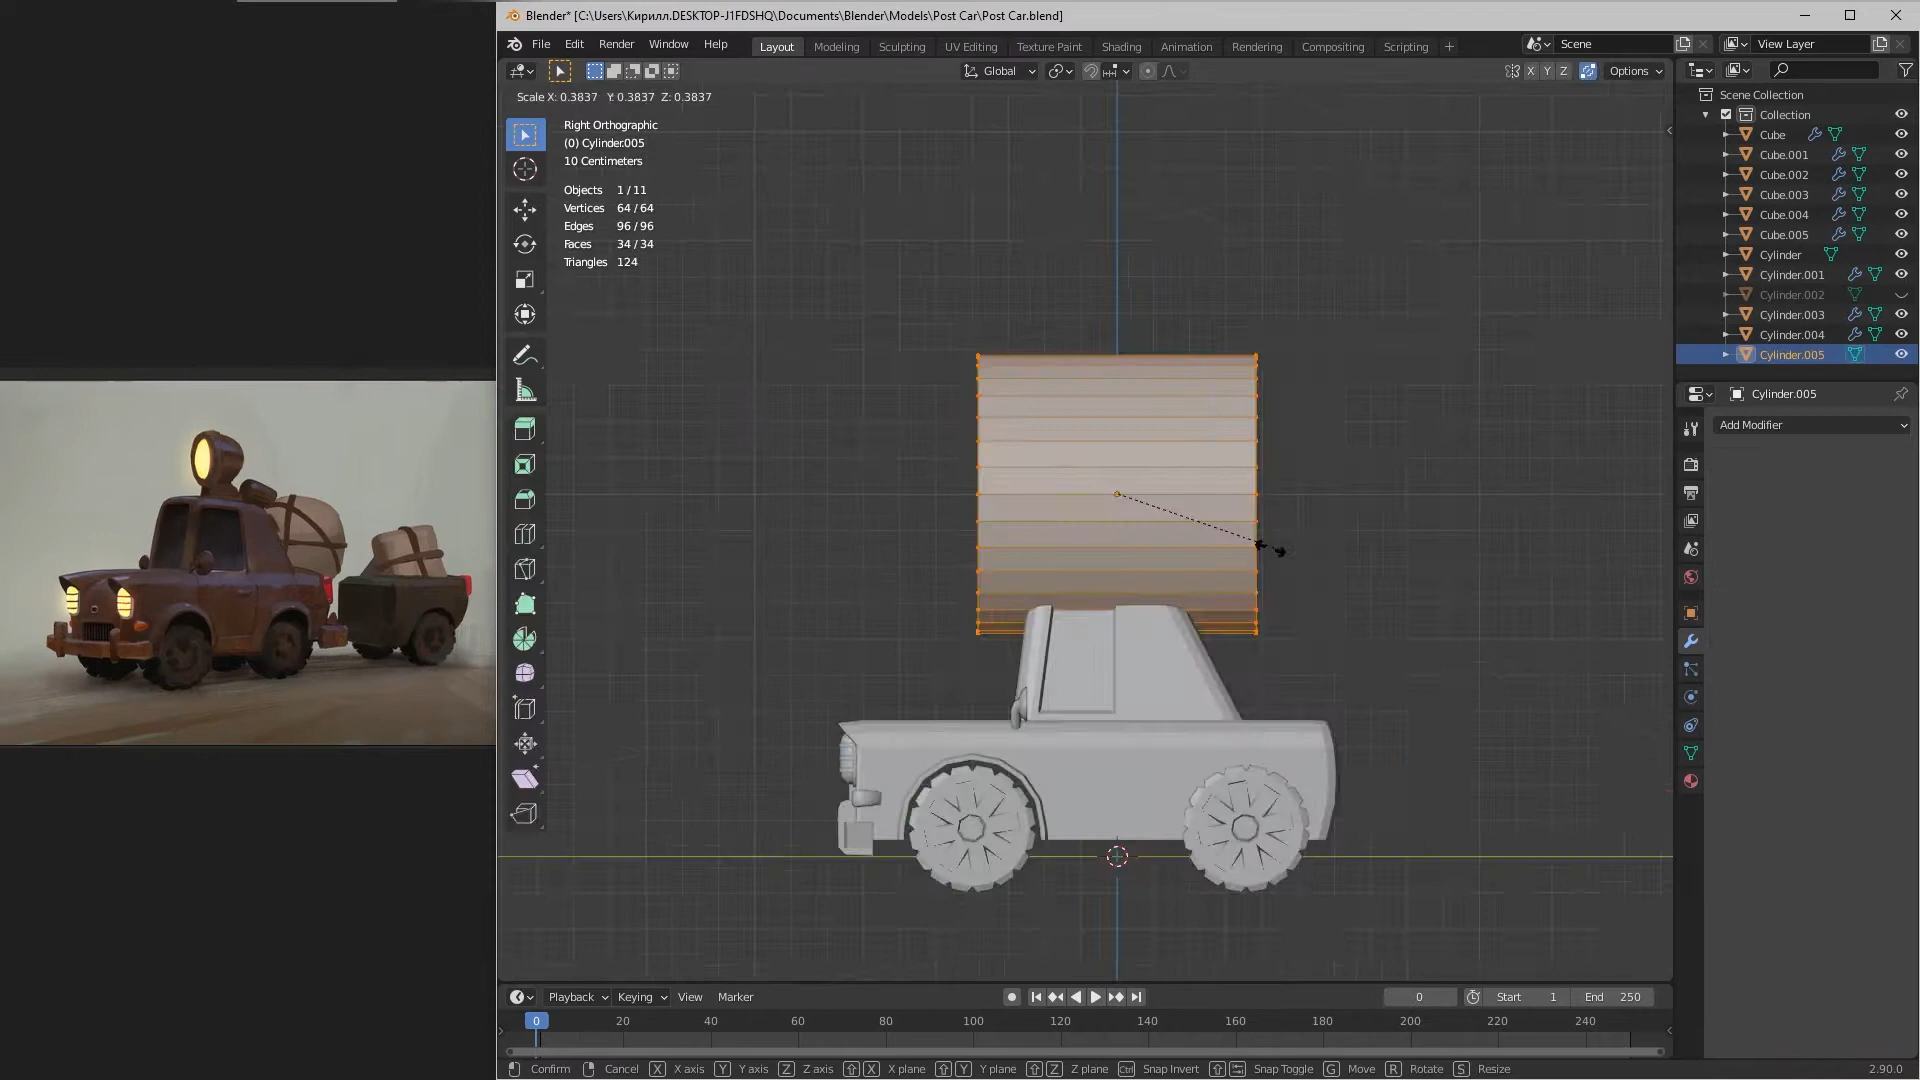 Blender* [C:\Users\Кирилл.DESKTOP-J1FDSHQ\Documents\Blender\Models\Post Car\Post Car.blend]
File Edit Render Window Help Layout Modeling Sculpting UV Editing Texture Paint Shading Animation Rendering Compositing Scripting + Scene View Layer
Global X Y Z Options
Scale X: 0.3837 Y: 0.3837 Z: 0.3837
Right Orthographic
(0) Cylinder.005
10 Centimeters
Objects 1 / 11
Vertices 64 / 64
Edges 96 / 96
Faces 34 / 34
Triangles 124
Scene Collection
Collection
Cube
Cube.001
Cube.002
Cube.003
Cube.004
Cube.005
Cylinder
Cylinder.001
Cylinder.002
Cylinder.003
Cylinder.004
Cylinder.005
Cylinder.005
Add Modifier
Playback Keying View Marker 0 Start 1 End 250
0 20 40 60 80 100 120 140 160 180 200 220 240
Confirm Cancel X X axis Y Y axis Z Z axis X X plane Y Y plane Z Z plane Ctrl Snap Invert Snap Toggle G Move R Rotate S Resize 2.90.0